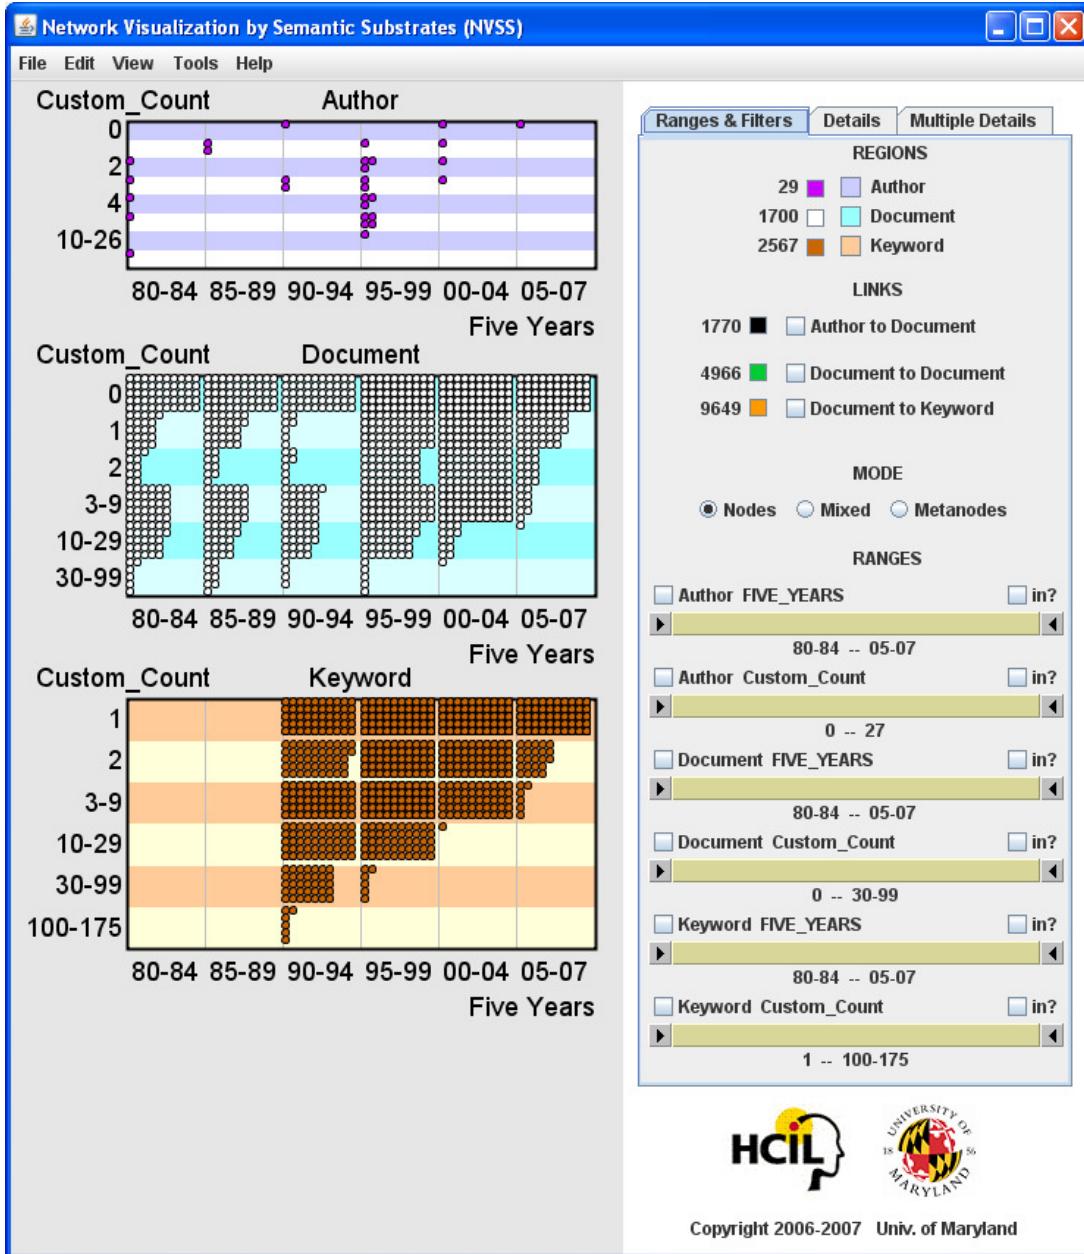 Network Visualization by Semantic Substrates (NVSS)
File Edit View Tools Help
Custom_Count Author
0
2
4
10-26
80-84 85-89 90-94 95-99 00-04 05-07
Five Years
Custom_Count Document
0
1
2
3-9
10-29
30-99
80-84 85-89 90-94 95-99 00-04 05-07
Five Years
Custom_Count Keyword
1
2
3-9
10-29
30-99
100-175
80-84 85-89 90-94 95-99 00-04 05-07
Five Years
Ranges & Filters Details Multiple Details
REGIONS
29 Author
1700 Document
2567 Keyword
LINKS
1770 Author to Document
4966 Document to Document
9649 Document to Keyword
MODE
Nodes Mixed Metanodes
RANGES
Author FIVE_YEARS in?
80-84 -- 05-07
Author Custom_Count in?
0 -- 27
Document FIVE_YEARS in?
80-84 -- 05-07
Document Custom_Count in?
0 -- 30-99
Keyword FIVE_YEARS in?
80-84 -- 05-07
Keyword Custom_Count in?
1 -- 100-175
HCIL
UNIVERSITY OF
18 56
MARYLAND
Copyright 2006-2007 Univ. of Maryland